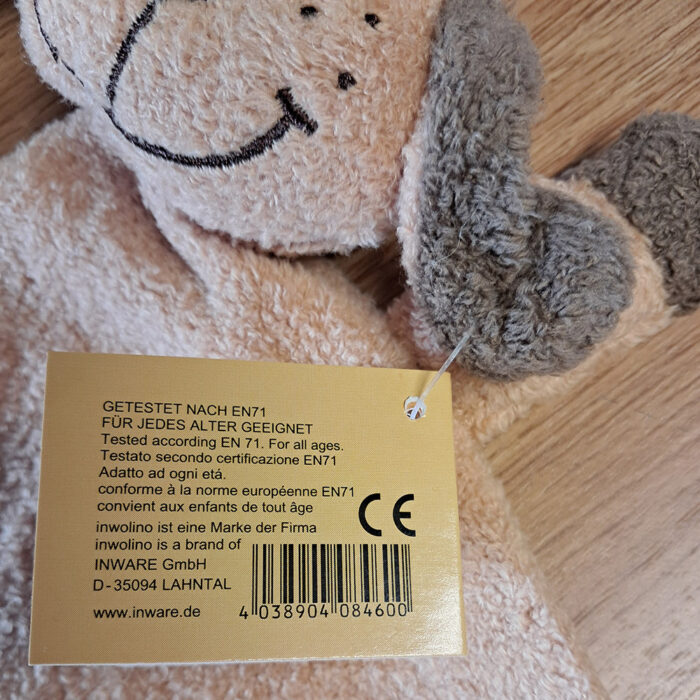 GETESTET NACH EN71
FÜR JEDES ALTER GEEIGNET
Tested according EN 71. For all ages.
Testato secondo certificazione EN71
Adatto ad ogni etá.
conforme à la norme européenne EN71
convient aux enfants de tout âge
CE
inwolino ist eine Marke der Firma
inwolino is a brand of
INWARE GmbH
D-35094 LAHNTAL
www.inware.de
4 038904 084600